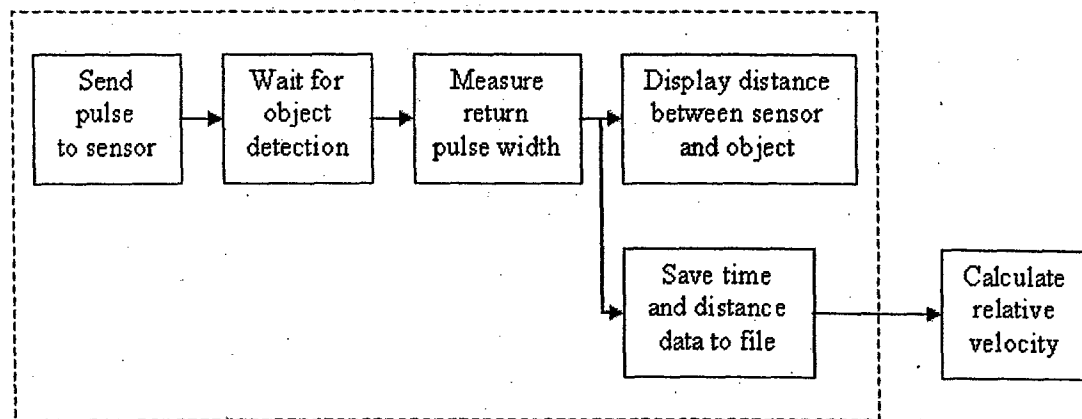 Send
pulse
to sensor
Wait for
object
detection
Measure
return
pulse width
Display distance
between sensor
and object
Save time
and distance
data to file
Calculate
relative
velocity